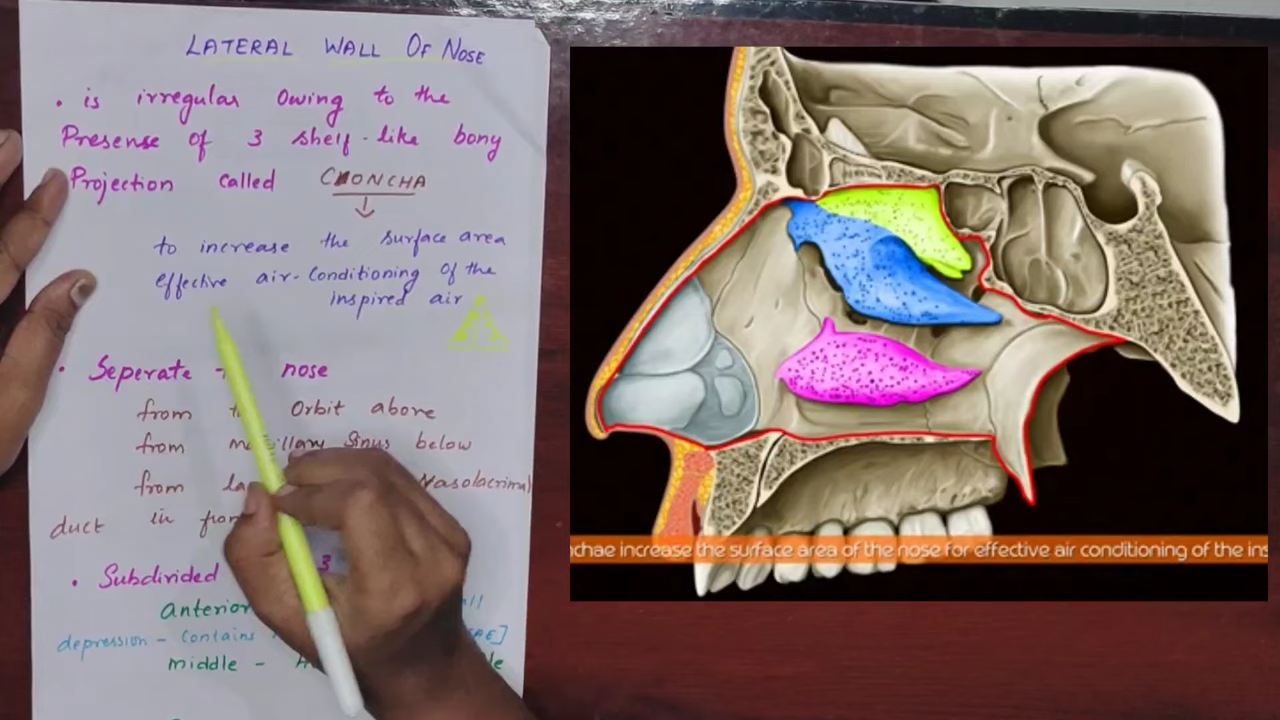 LATERAL WALL OF NOSE
. is irregular Owing to the
Presense of 3 shelf-like bony
Projection called CONCHA
to increase the surface area
effective air-Conditioning of the
inspired air
. Seperate nose
from Orbit above
from Sinus below
from Nasolacrimal
duct in
. Subdivided 3
anterior
depression - Contains
middle -
nchae increase the surface area of the nose for effective air conditioning of the ins